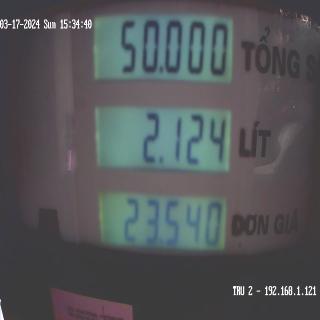 03-17-2024 Sun 15:34:40
50.000 TỔNG S
2.124 LÍT
23.540 ĐƠN GIÁ
TRU 2 - 192.168.1.121